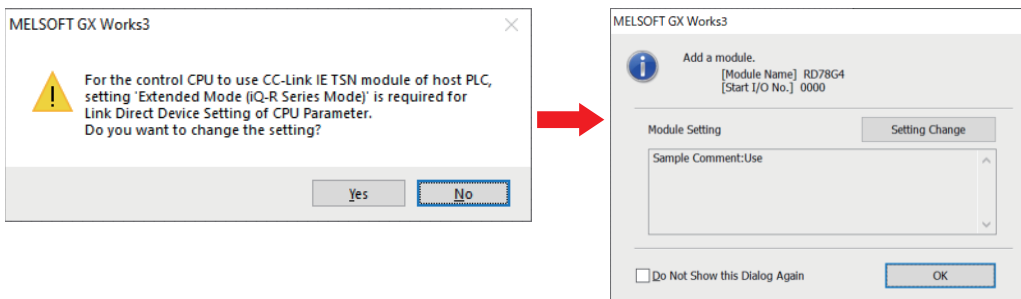 MELSOFT GX Works3
For the control CPU to use CC-Link IE TSN module of host PLC,
setting 'Extended Mode (iQ-R Series Mode)' is required for
Link Direct Device Setting of CPU Parameter.
Do you want to change the setting?
Yes
No
MELSOFT GX Works3
Add a module.
[Module Name] RD78G4
[Start I/O No.] 0000
Module Setting
Setting Change
Sample Comment:Use
Do Not Show this Dialog Again
OK